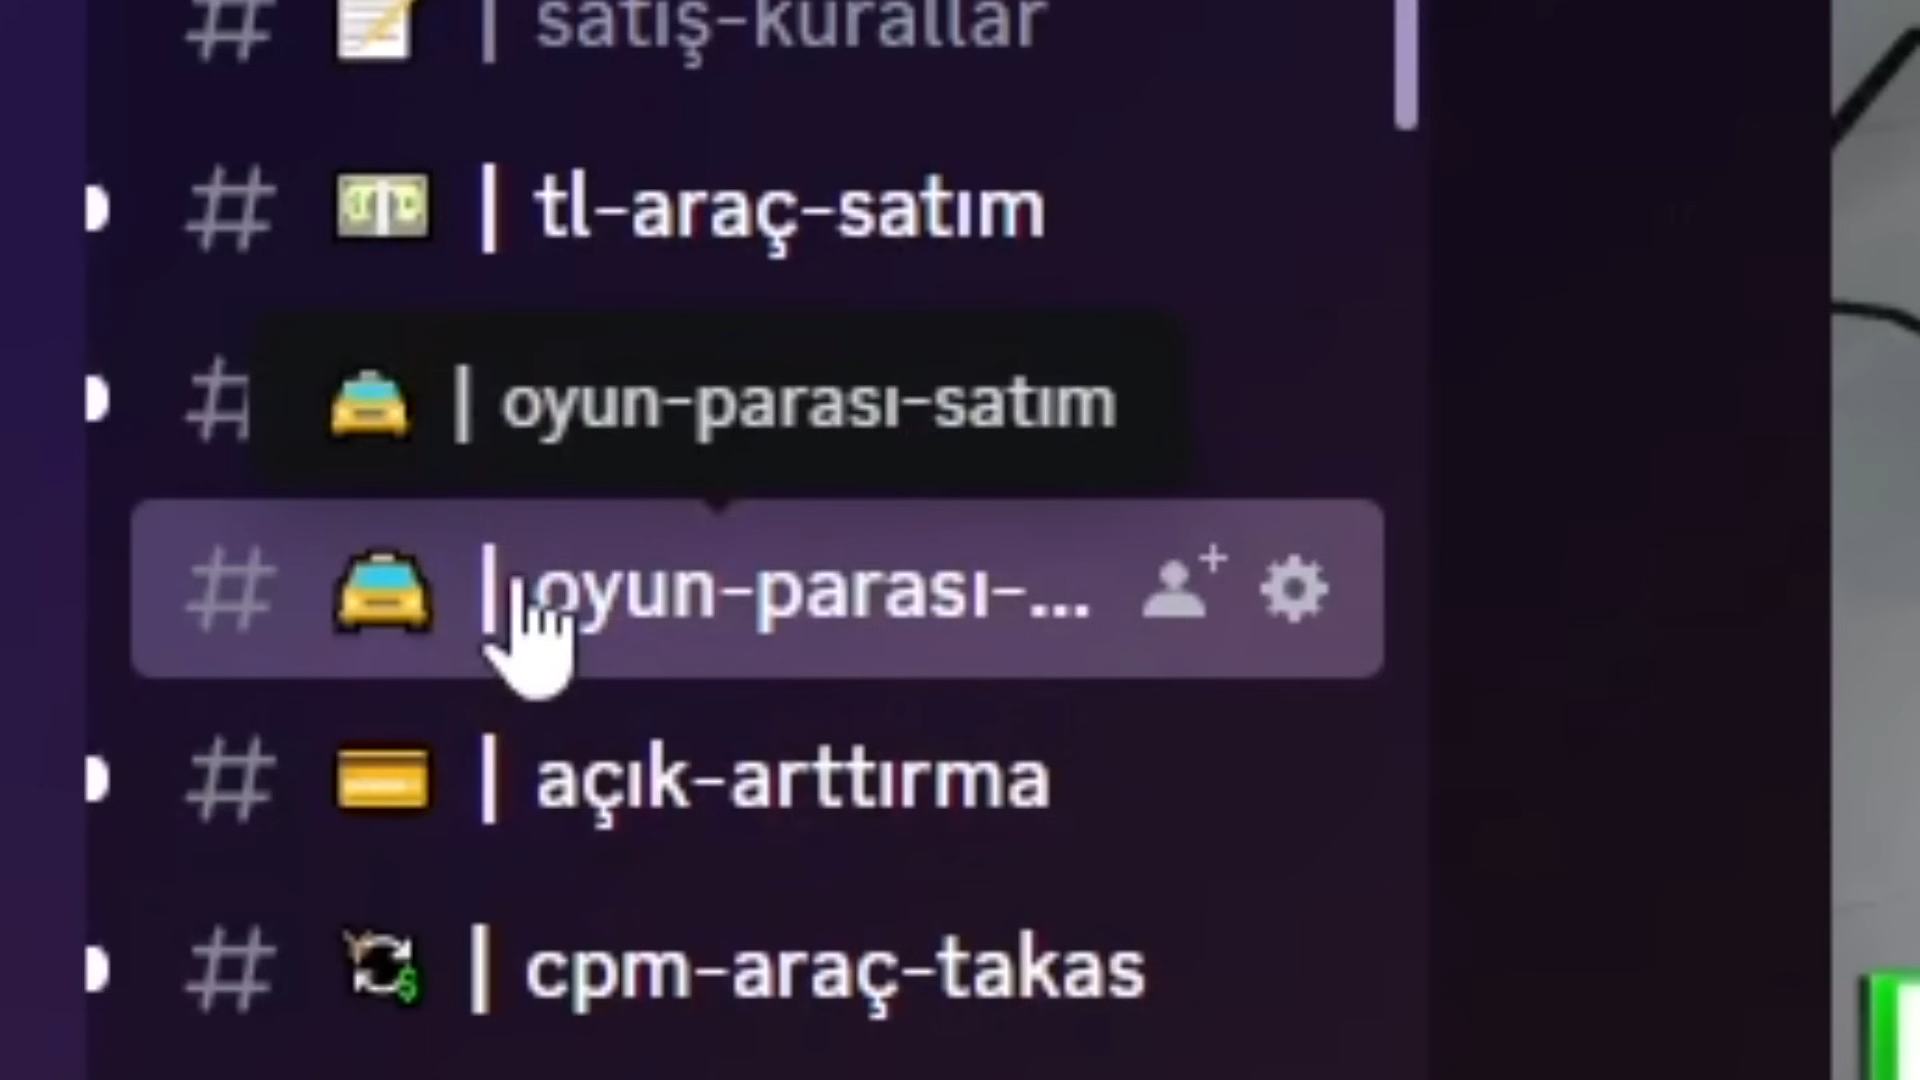 # 📝 | satış-kurallar
# 💵 | tl-araç-satım
# 🚖 | oyun-parası-satım
# 🚖 | oyun-parası-...
# 💳 | açık-arttırma
# | cpm-araç-takas